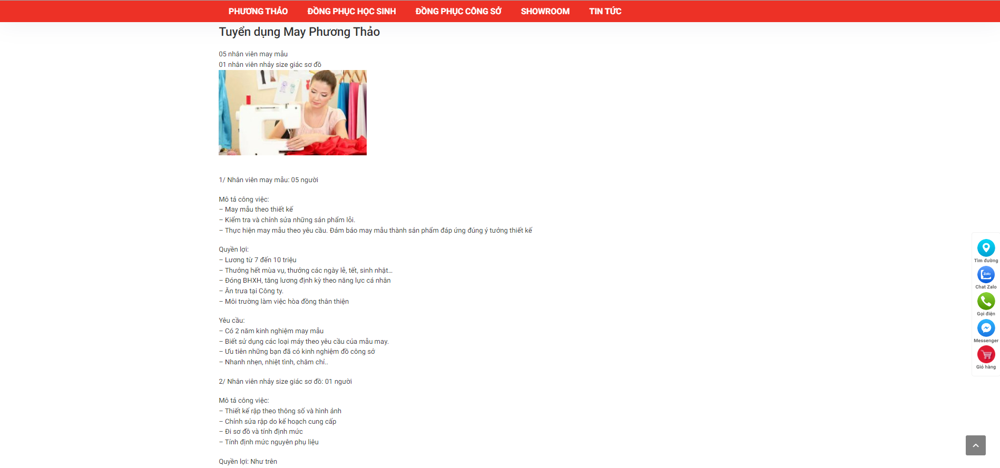 PHƯƠNG THẢO ĐỒNG PHỤC HỌC SINH ĐỒNG PHỤC CÔNG SỞ SHOWROOM TIN TỨC
Tuyển dụng May Phương Thảo
05 nhân viên may mẫu
01 nhân viên nhảy size giác sơ đồ
1/ Nhân viên may mẫu: 05 người
Mô tả công việc:
– May mẫu theo thiết kế
– Kiểm tra và chỉnh sửa những sản phẩm lỗi.
– Thực hiện may mẫu theo yêu cầu. Đảm bảo may mẫu thành sản phẩm đáp ứng đúng ý tưởng thiết kế
Quyền lợi:
– Lương từ 7 đến 10 triệu
– Thưởng hết mùa vụ, thưởng các ngày lễ, tết, sinh nhật…
– Đóng BHXH, tăng lương định kỳ theo năng lực cá nhân
– Ăn trưa tại Công ty.
– Môi trường làm việc hòa đồng thân thiện
Yêu cầu:
– Có 2 năm kinh nghiệm may mẫu
– Biết sử dụng các loại máy theo yêu cầu của mẫu may.
– Ưu tiên những bạn đã có kinh nghiệm đồ công sở
– Nhanh nhẹn, nhiệt tình, chăm chỉ..
2/ Nhân viên nhảy size giác sơ đồ: 01 người
Mô tả công việc:
– Thiết kế rập theo thông số và hình ảnh
– Chỉnh sửa rập do kế hoạch cung cấp
– Đi sơ đồ và tính định mức
– Tính định mức nguyên phụ liệu
Quyền lợi: Như trên
Tìm đường
Zalo
Chat Zalo
Gọi điện
Messenger
Giỏ hàng